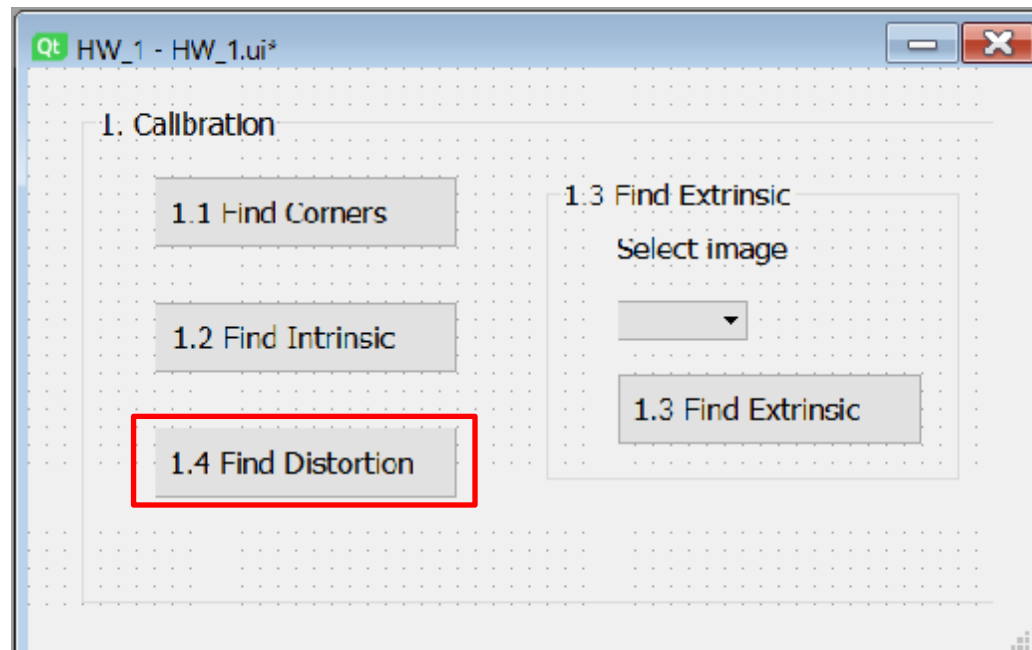 Qt HW_1 - HW_1.ui*
1. Calibration
1.1 Find Corners
1.2 Find Intrinsic
1.4 Find Distortion
1.3 Find Extrinsic
Select image
1.3 Find Extrinsic